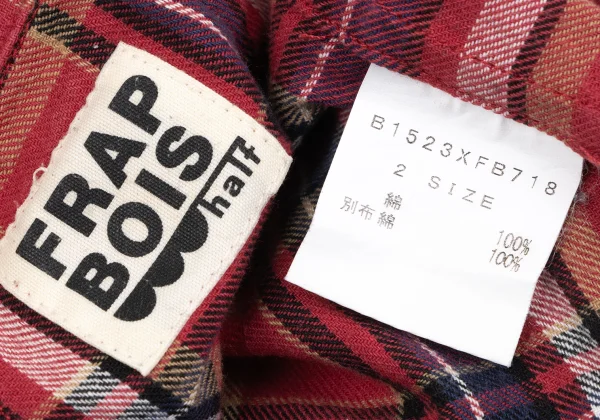 FRAP
BOIS
half
B1523XFB718
2 SIZE
綿 100%
別布 綿 100%